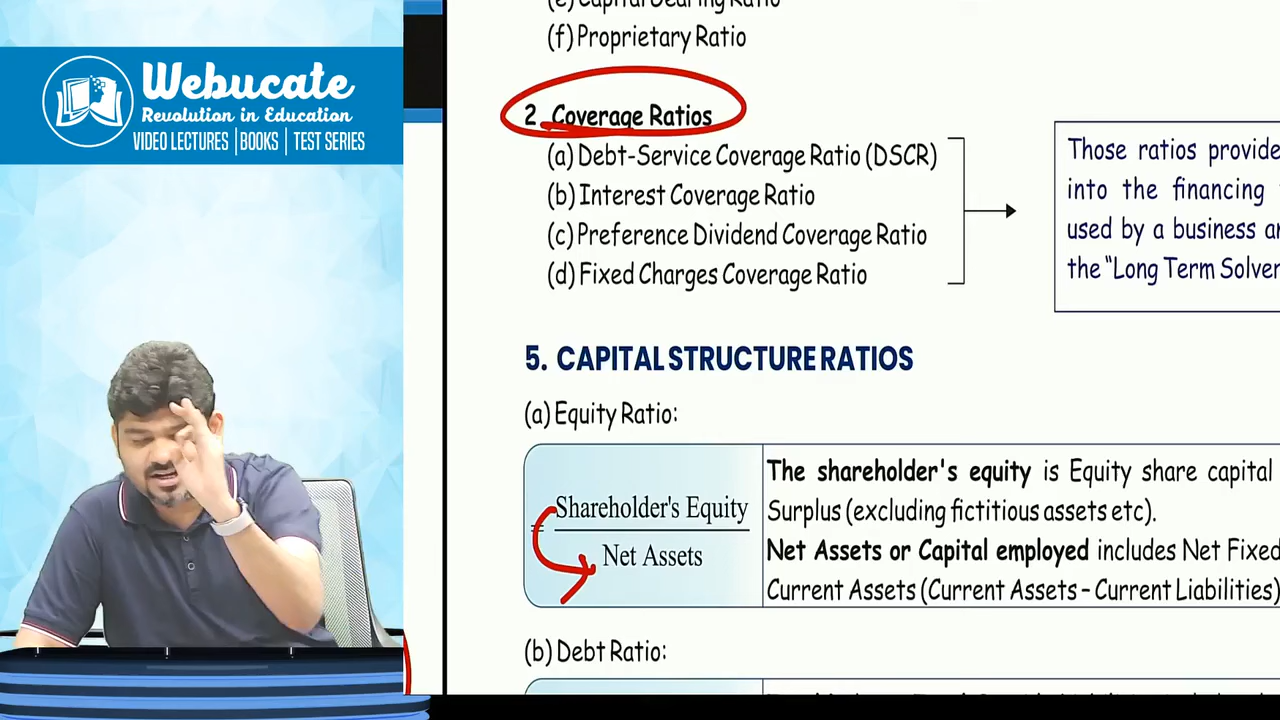 Webucate
Revolution in Education
VIDEO LECTURES | BOOKS | TEST SERIES
(e) Capital Gearing Ratio
(f) Proprietary Ratio
2. Coverage Ratios
(a) Debt-Service Coverage Ratio (DSCR)
(b) Interest Coverage Ratio
(c) Preference Dividend Coverage Ratio
(d) Fixed Charges Coverage Ratio
Those ratios provide
into the financing
used by a business
the "Long Term
5. CAPITAL STRUCTURE RATIOS
(a) Equity Ratio:
= Shareholder's Equity
Net Assets
The shareholder's equity is Equity share capital
Surplus (excluding fictitious assets etc).
Net Assets or Capital employed includes Net Fixed
Current Assets (Current Assets – Current Liabilities)
(b) Debt Ratio: